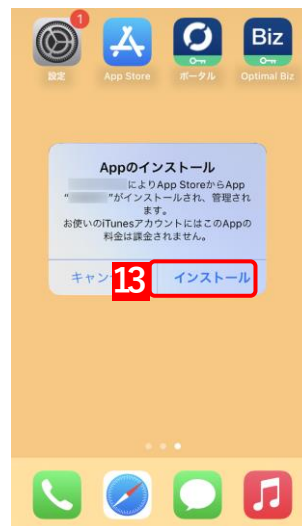 1
Biz
設定
App Store
ポータル
Optimal Biz
Appのインストール
によりApp StoreからApp
“ ”がインストールされ、管理され
ます。
お使いのiTunesアカウントにはこのAppの
料金は課金されません。
キャン
13
インストール